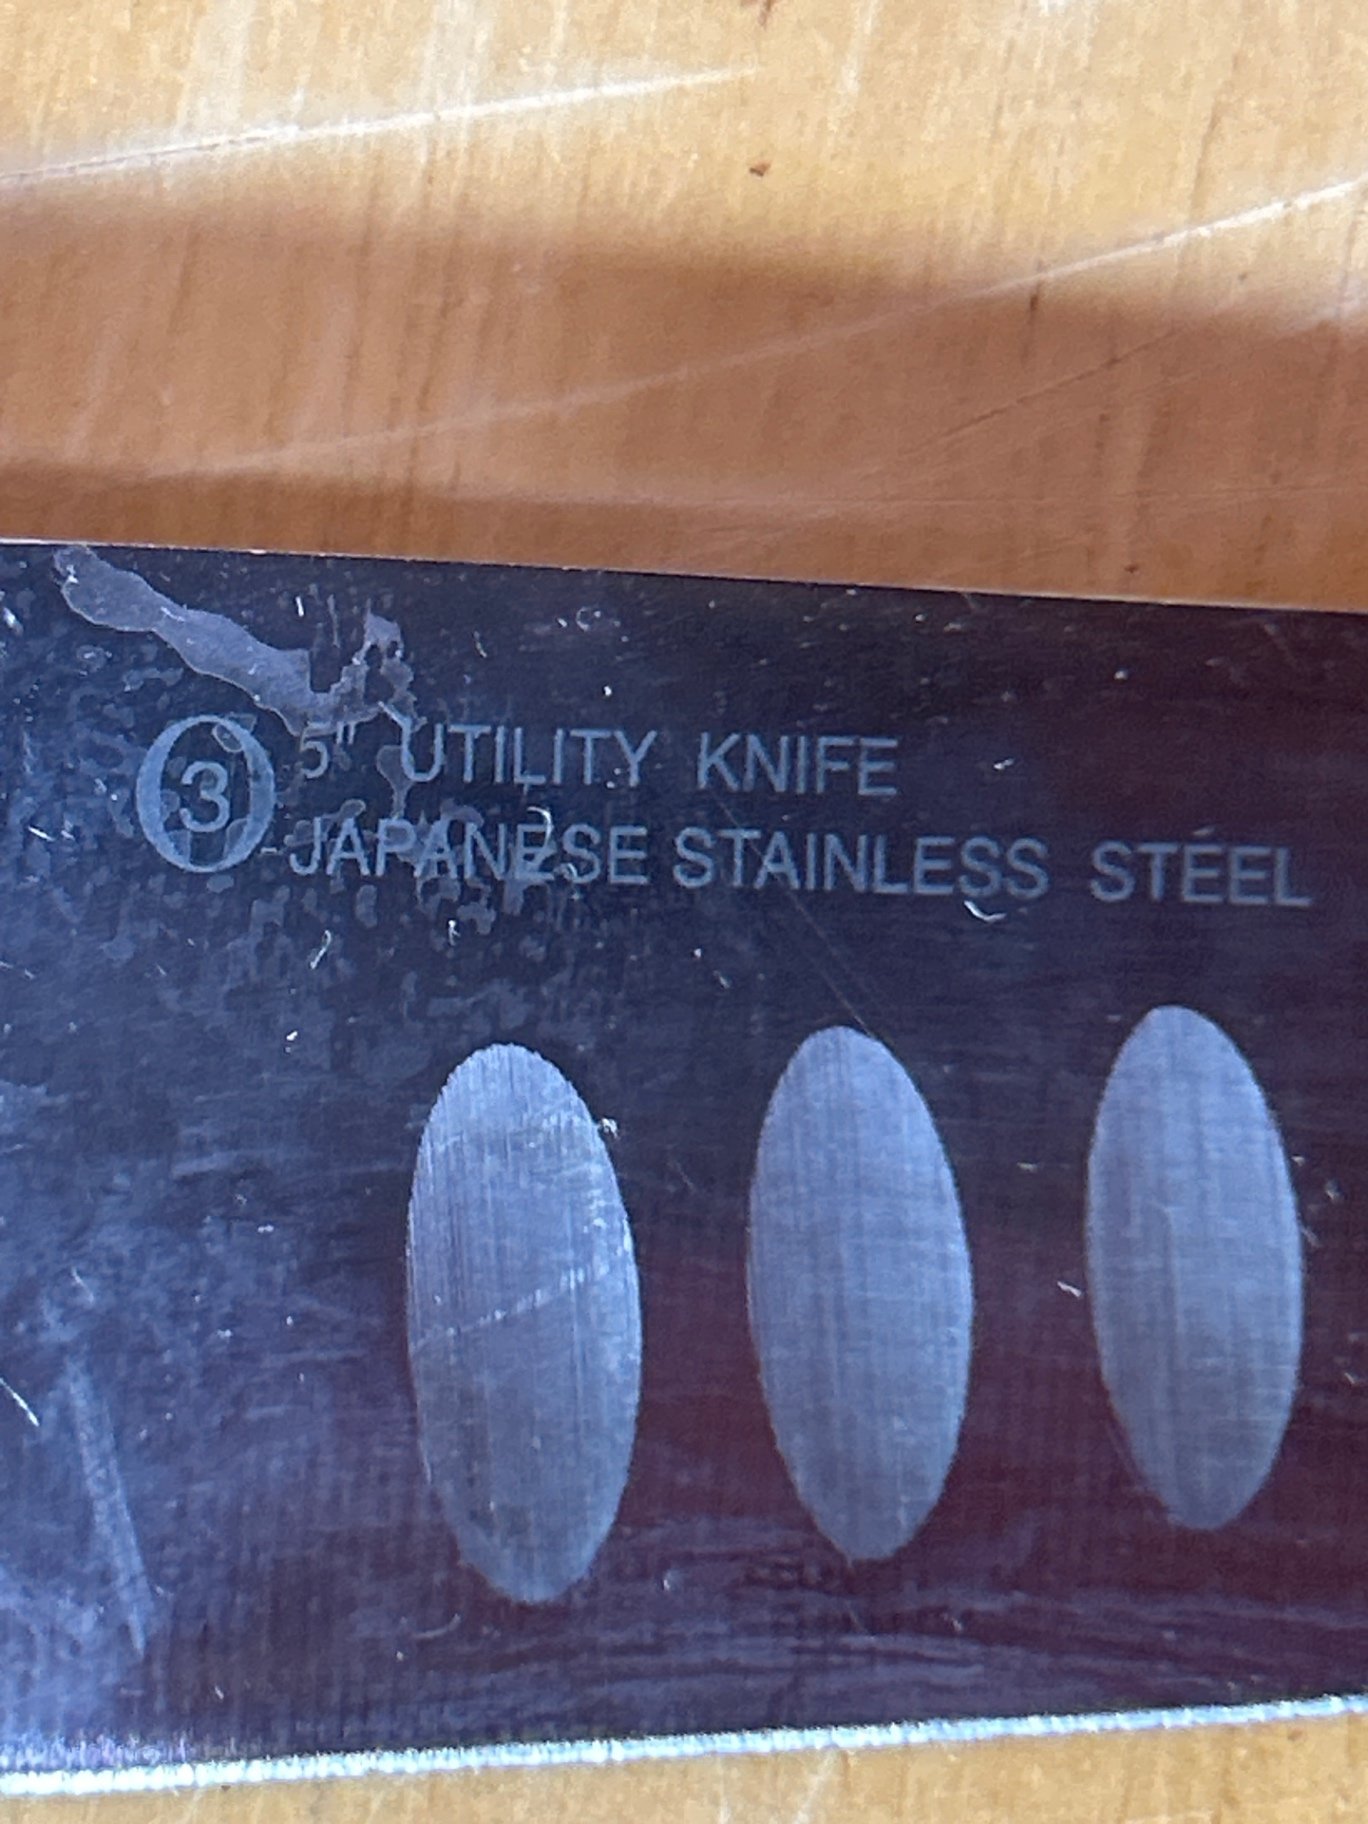 3
5" UTILITY KNIFE
JAPANESE STAINLESS STEEL